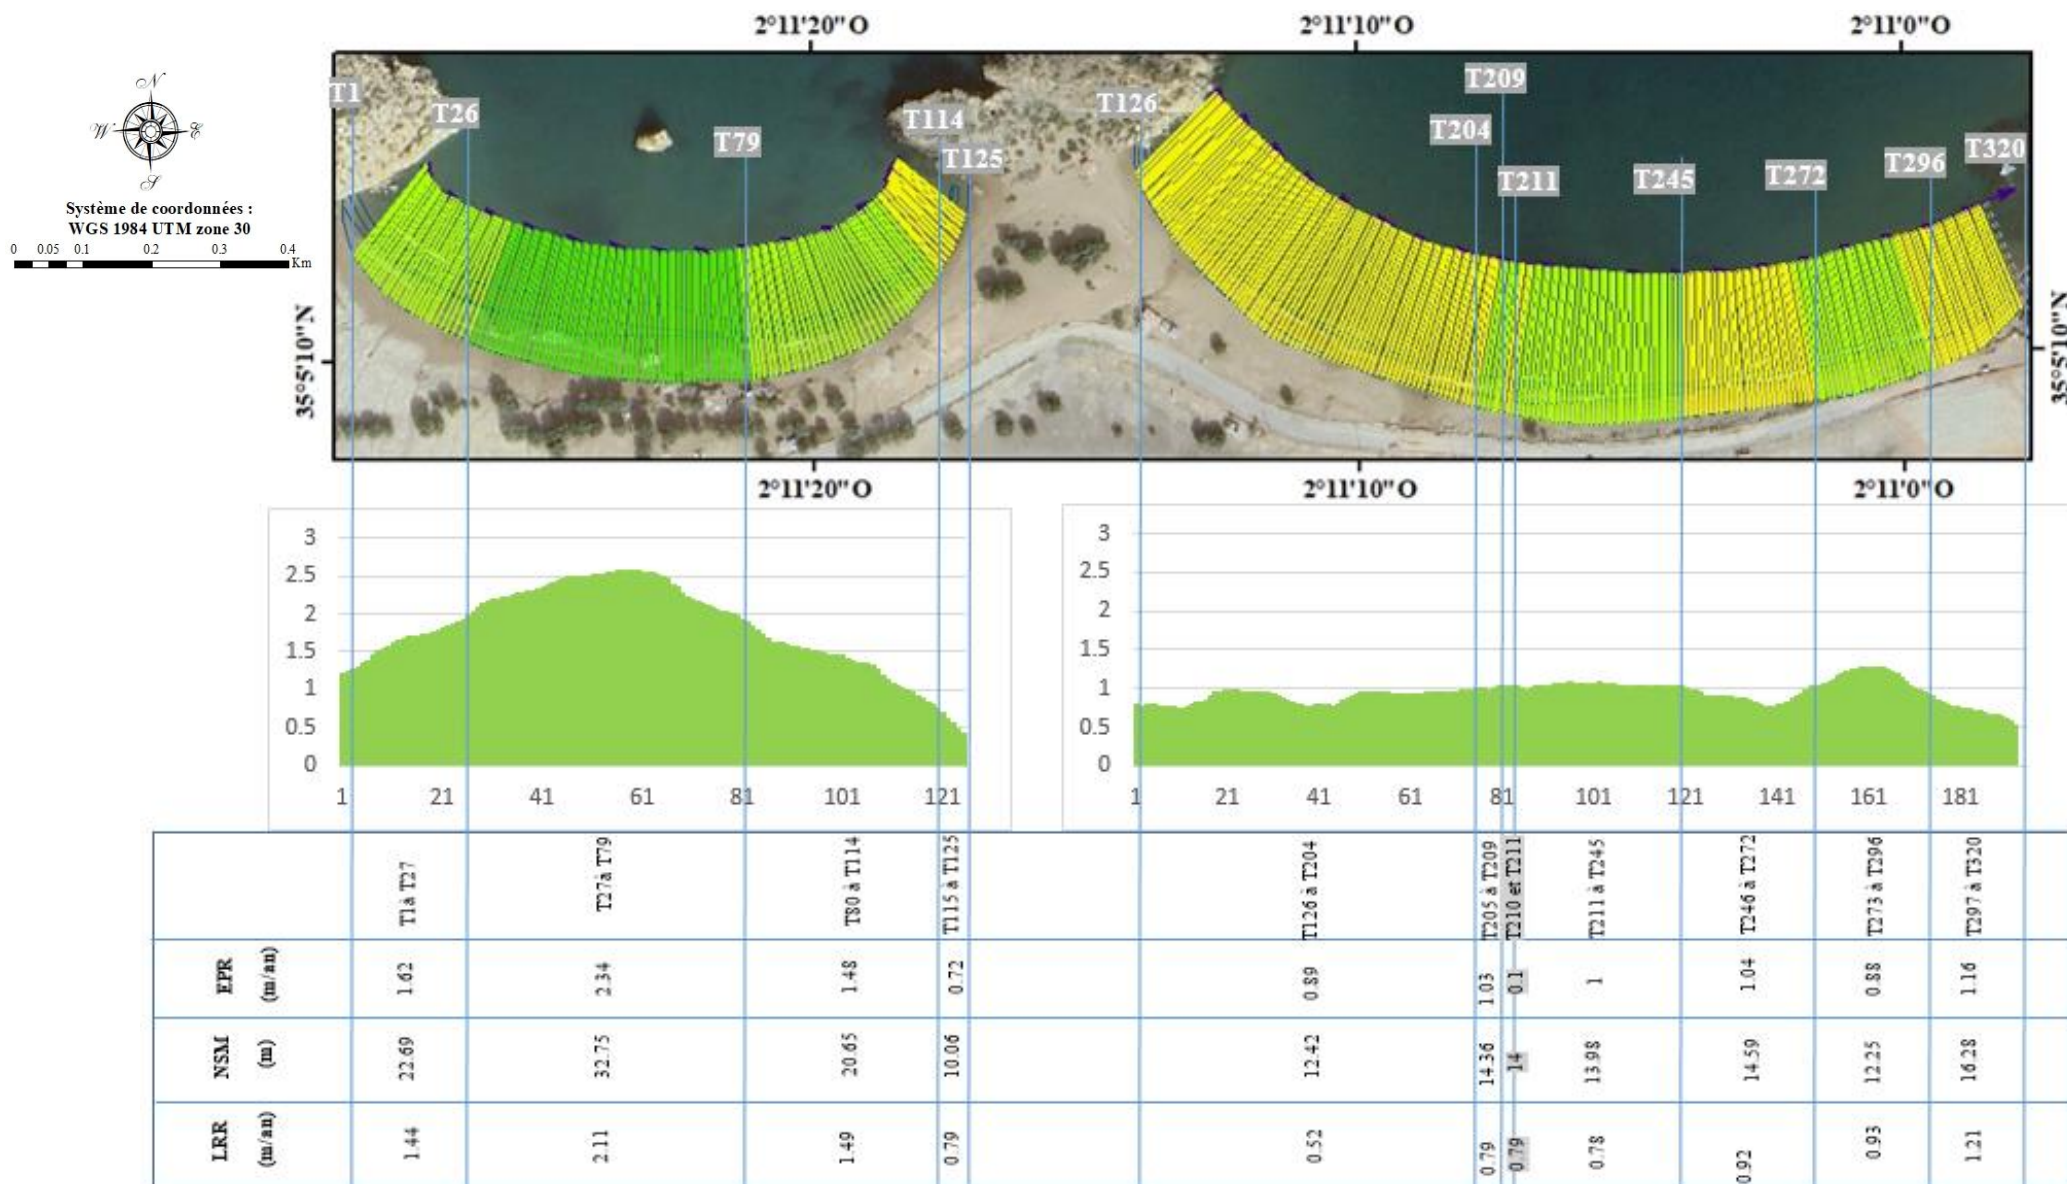 2°11'20"O 2°11'10"O 2°11'0"O
N
W E
S
Système de coordonnées :
WGS 1984 UTM zone 30
0 0.05 0.1 0.2 0.3 0.4
Km
T1 T26 T79 T114 T125 T126 T204 T209 T211 T245 T272 T296 T320
35°5'10"N 35°5'10"N
2°11'20"O 2°11'10"O 2°11'0"O
3
2.5
2
1.5
1
0.5
0
1 21 41 61 81 101 121
3
2.5
2
1.5
1
0.5
0
1 21 41 61 81 101 121 141 161 181
T1à T27 T27à T79 T80 à T114 T115 à T125 T126 à T204 T205 à T209 T210 et T211 T211 à T245 T246 à T272 T273 à T296 T297 à T320
EPR (m/an) 1.62 2.34 1.48 0.72 0.89 1.03 0.1 1 1.04 0.88 1.16
NSM (m) 22.69 32.75 20.65 10.06 12.42 14.36 14 13.98 14.59 12.25 16.28
LRR (m/an) 1.44 2.11 1.49 0.79 0.52 0.79 0.79 0.78 0.92 0.93 1.21